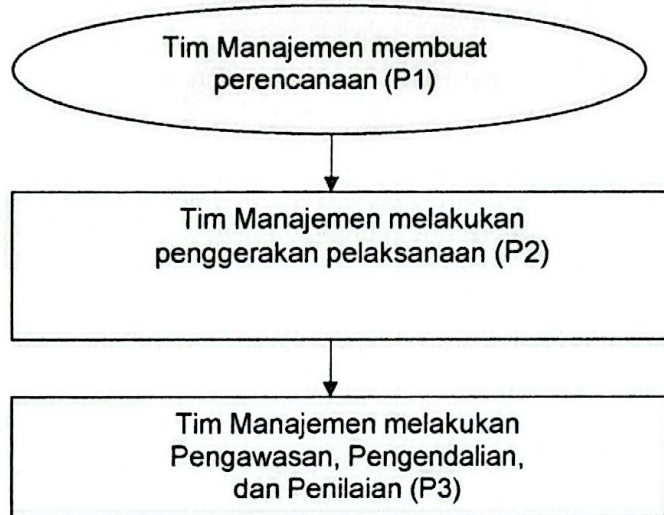 Tim Manajemen membuat
perencanaan (P1)
Tim Manajemen melakukan
penggerakan pelaksanaan (P2)
Tim Manajemen melakukan
Pengawasan, Pengendalian,
dan Penilaian (P3)